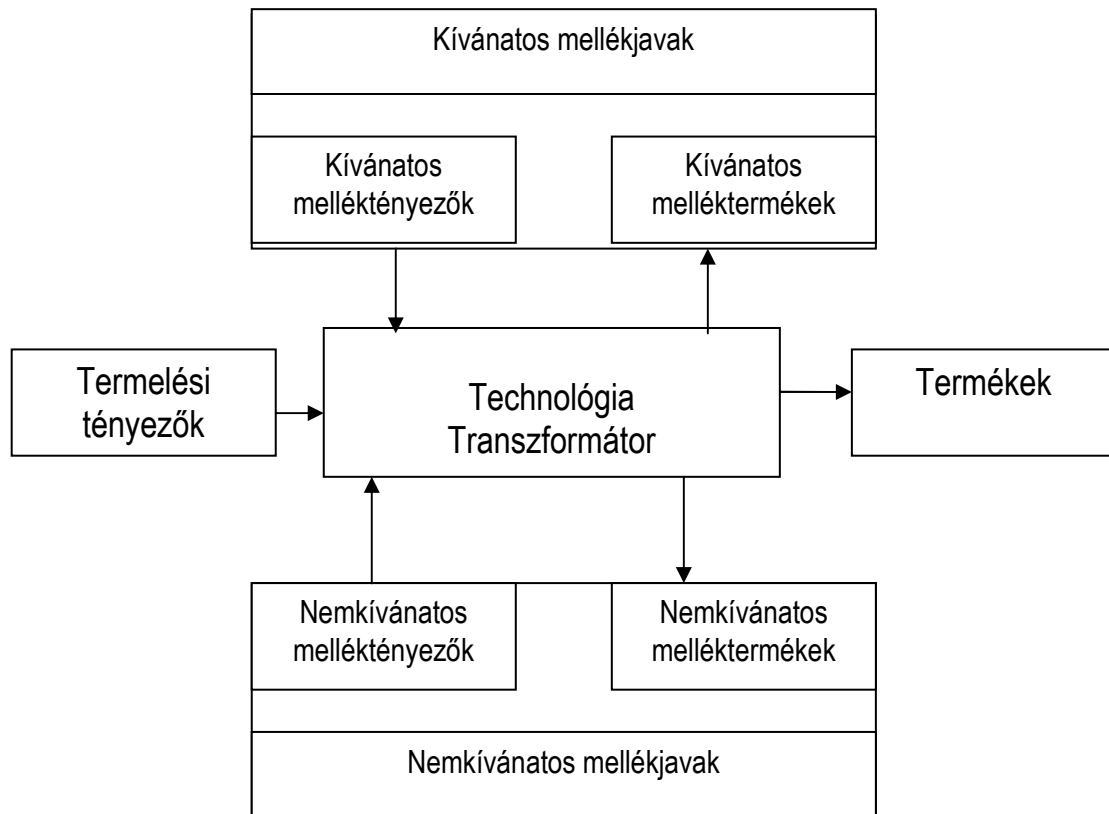 Kívánatos mellékjavak
Kívánatos
melléktényezők
Kívánatos
melléktermékek
Termelési
tényezők
Technológia
Transzformátor
Termékek
Nemkívánatos
melléktényezők
Nemkívánatos
melléktermékek
Nemkívánatos mellékjavak